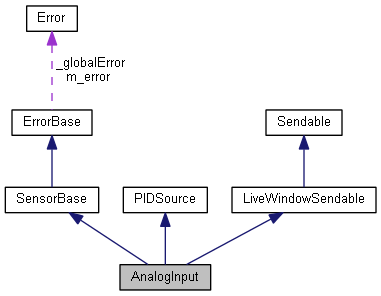 Error
_globalError
m_error
ErrorBase
Sendable
SensorBase
PIDSource
LiveWindowSendable
AnalogInput